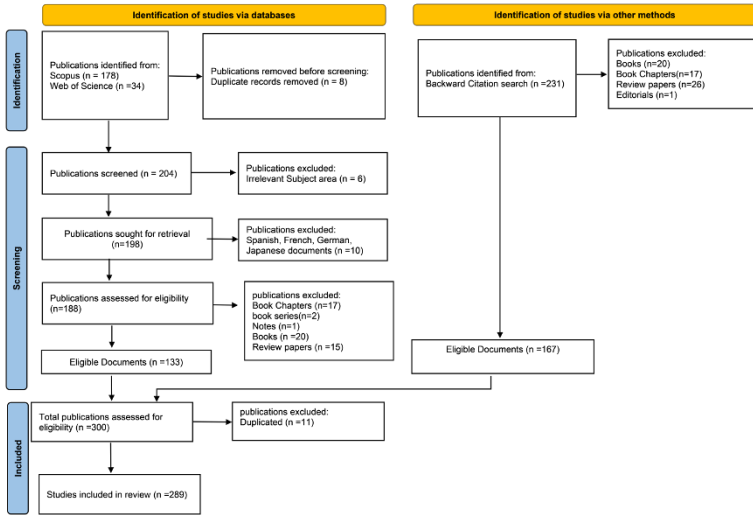 Identification of studies via databases
Identification of studies via other methods
Identification
Publications identified from:
Scopus (n = 178)
Web of Science (n =34)
Publications removed before screening:
Duplicate records removed (n = 8)
Publications identified from:
Backward Citation search (n =231)
Publications excluded:
Books (n=20)
Book Chapters(n=17)
Review papers (n=26)
Editorials (n=1)
Screening
Publications screened (n = 204)
Publications excluded:
Irrelevant Subject area (n = 6)
Publications sought for retrieval
(n=198)
Publications excluded:
Spanish, French, German,
Japanese documents (n =10)
Publications assessed for eligibility
(n=188)
publications excluded:
Book Chapters (n=17)
book series(n=2)
Notes (n=1)
Books (n =20)
Review papers (n =15)
Eligible Documents (n =133)
Eligible Documents (n =167)
Included
Total publications assessed for
eligibility (n =300)
publications excluded:
Duplicated (n =11)
Studies included in review (n =289)